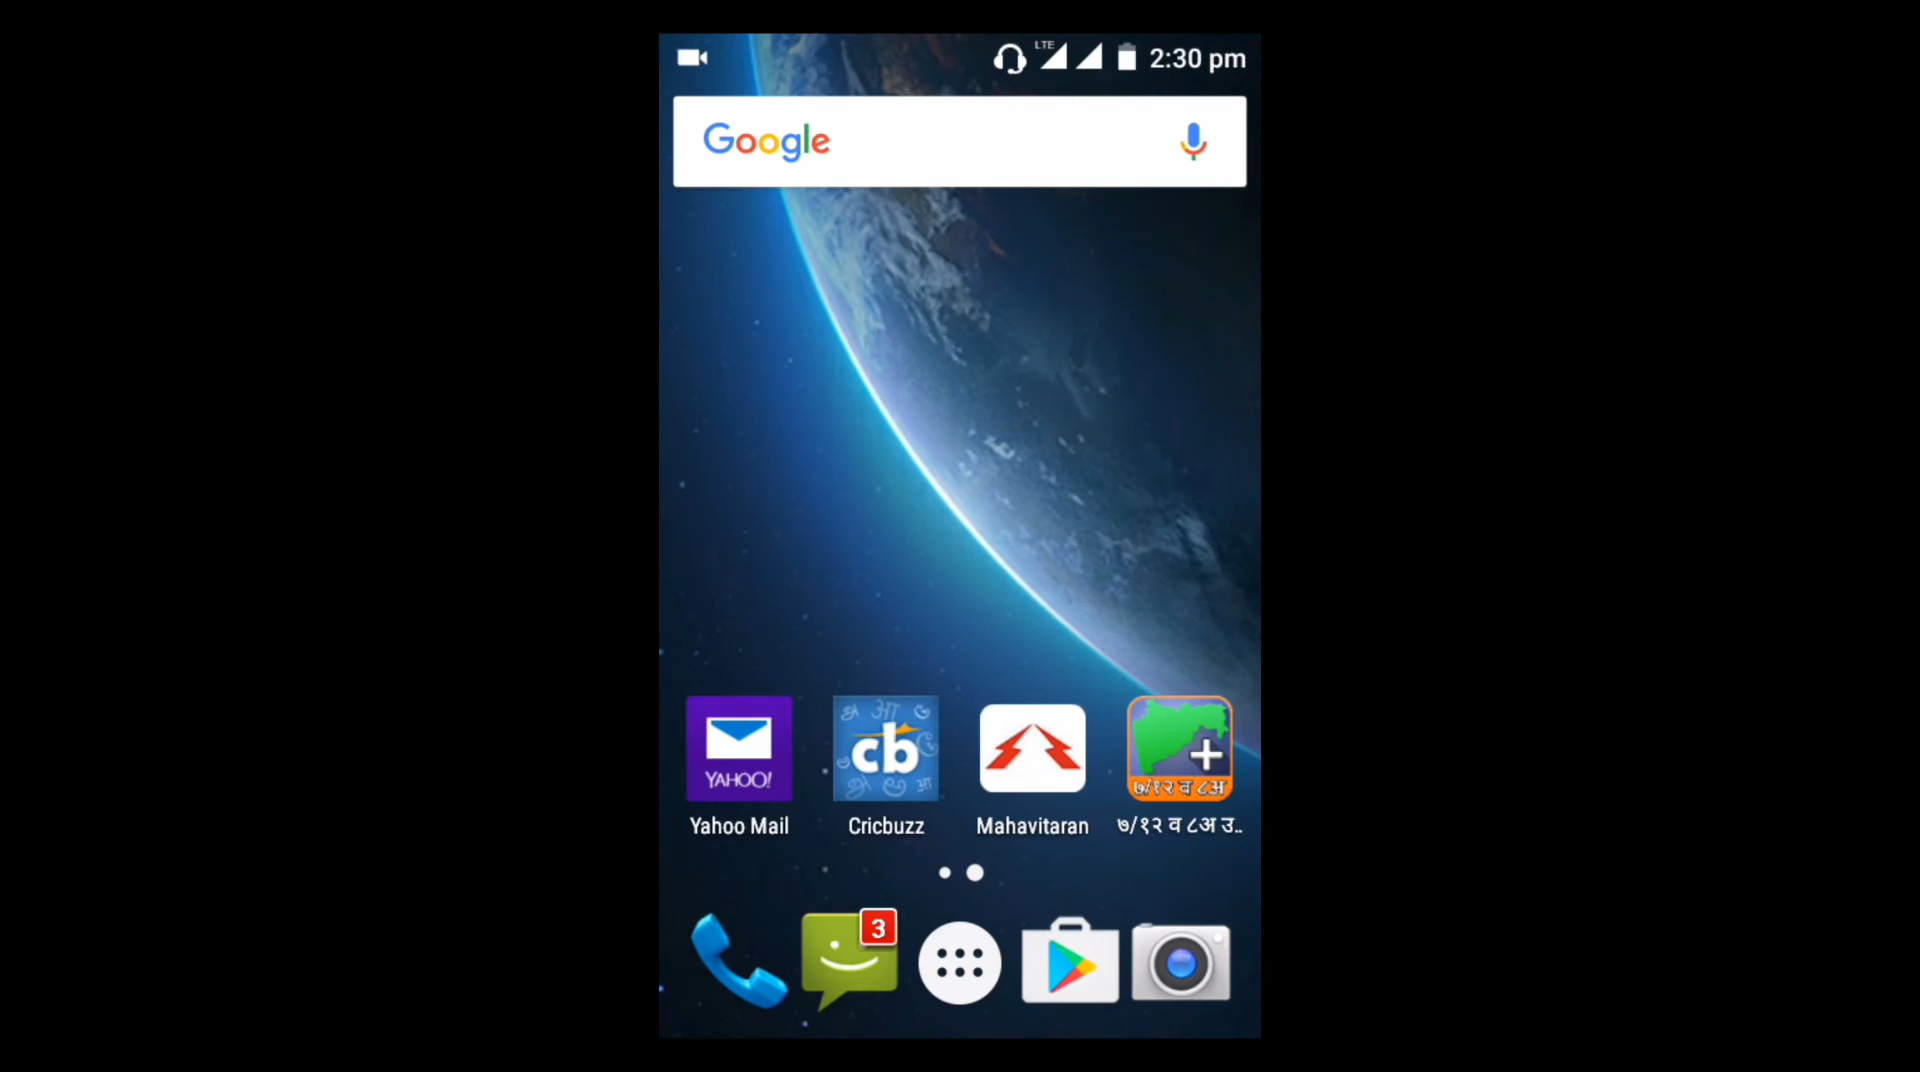 LTE 2:30 pm
Google
YAHOO!
cb
७/१२ व ८अ
Yahoo Mail Cricbuzz Mahavitaran ७/१२ व ८अ उ..
3